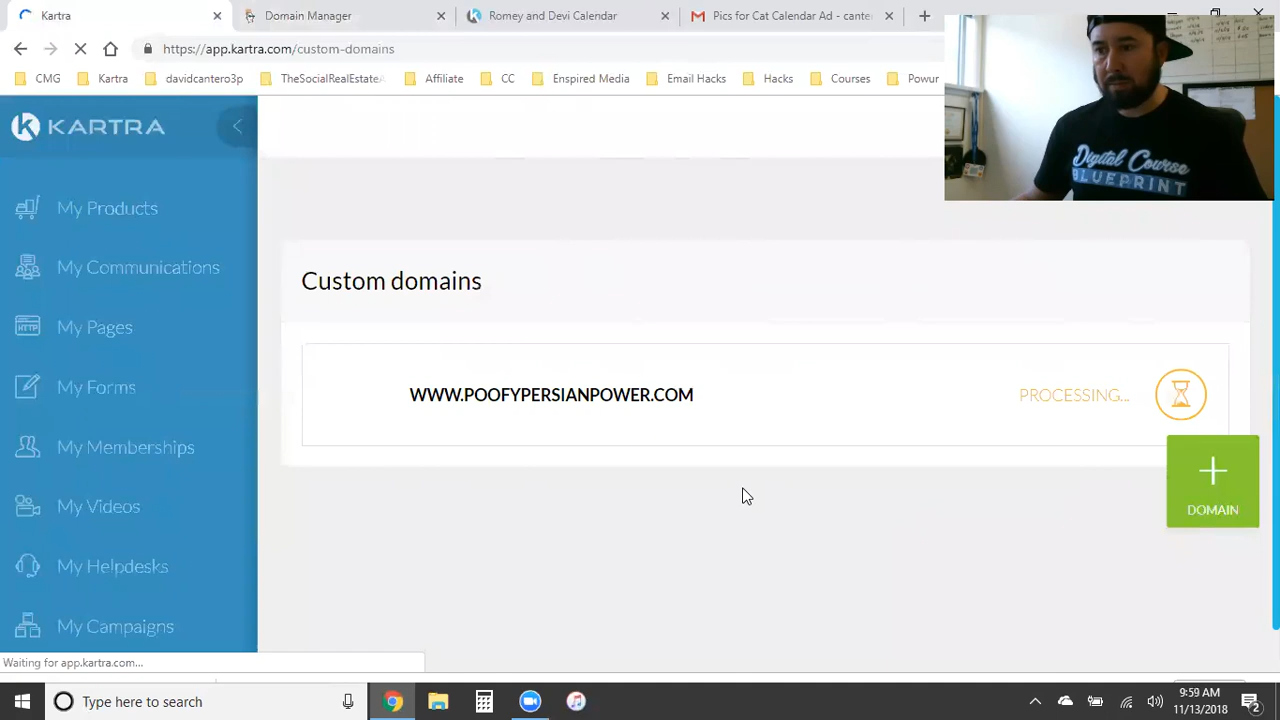 Kartra
Domain Manager
Romey and Devi Calendar
Pics for Cat Calendar Ad - cante
https://app.kartra.com/custom-domains
CMG
Kartra
davidcantero3p
TheSocialRealEstateA
Affiliate
CC
Enspired Media
Email Hacks
Hacks
Courses
Powur
KARTRA
Digital Course
BLUEPRINT
My Products
My Communications
HTTP
My Pages
My Forms
My Memberships
My Videos
My Helpdesks
My Campaigns
Custom domains
WWW.POOFYPERSIANPOWER.COM
PROCESSING...
DOMAIN
Waiting for app.kartra.com...
Type here to search
9:59 AM
11/13/2018
2